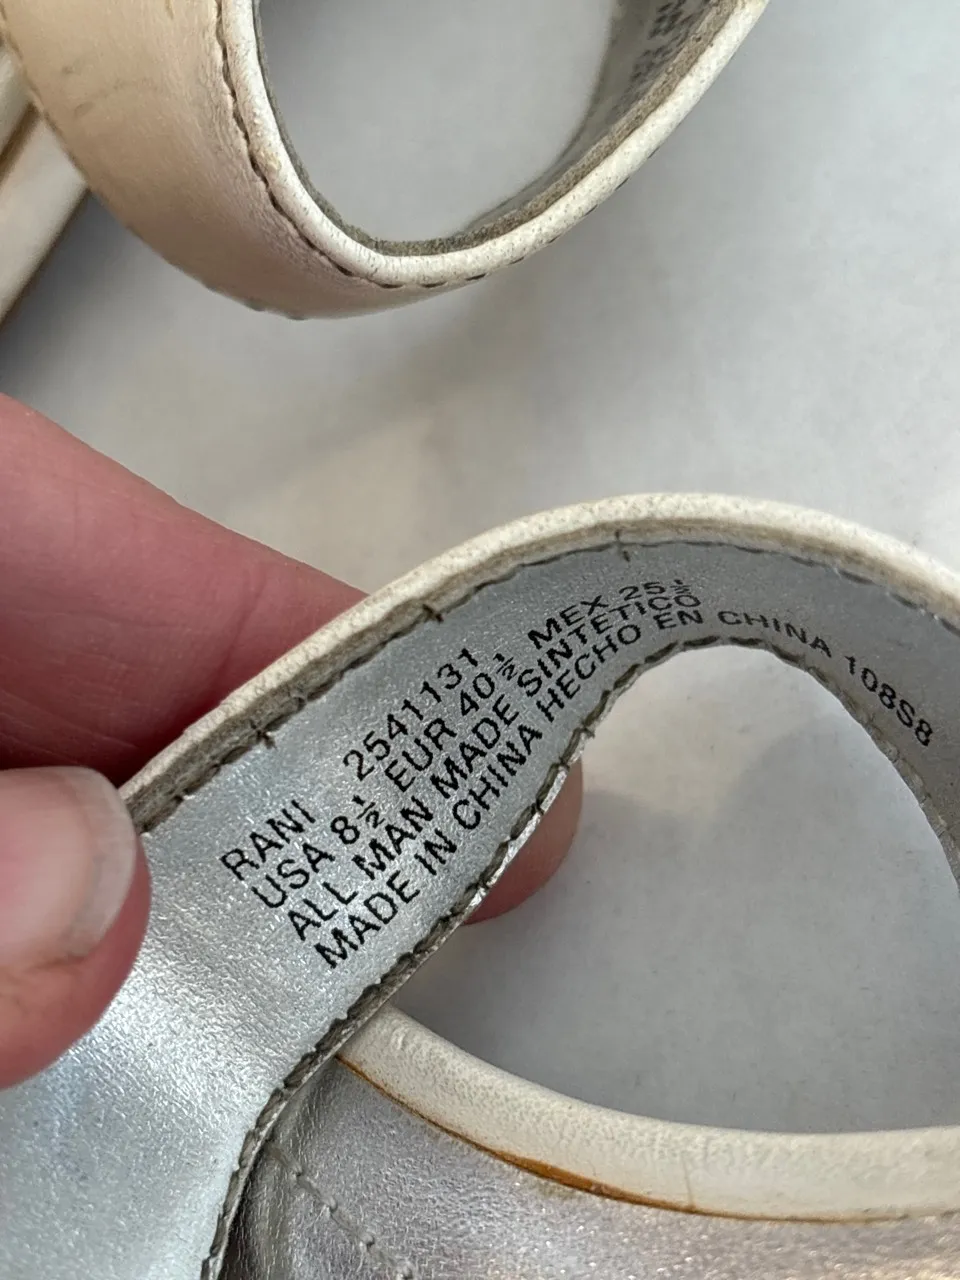 RANI 2541131
USA 8½ EUR 40½ MEX 25½
ALL MAN MADE SINTETICO
MADE IN CHINA HECHO EN CHINA 108S8